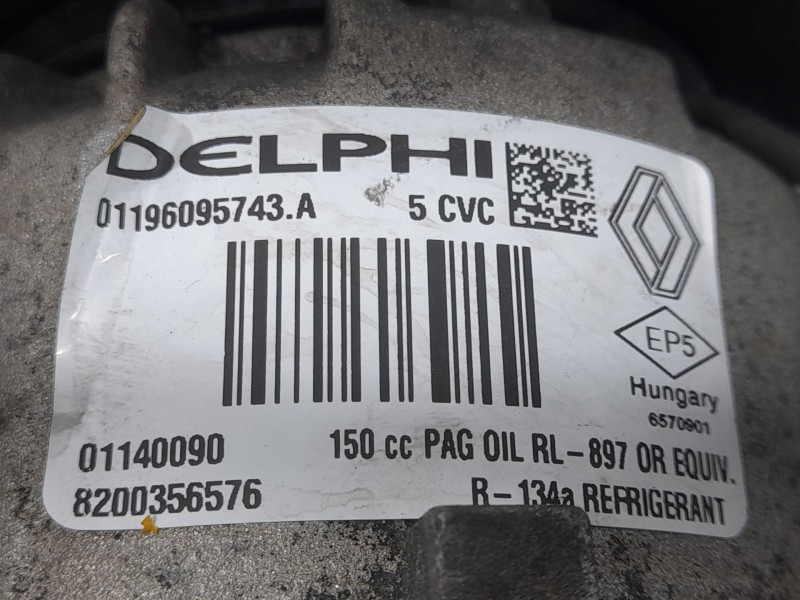 DELPHI
01196095743.A 5 CVC
EP5
Hungary
6570901
01140090 150 cc PAG OIL RL-897 OR EQUIV.
8200356576 R-134a REFRIGERANT